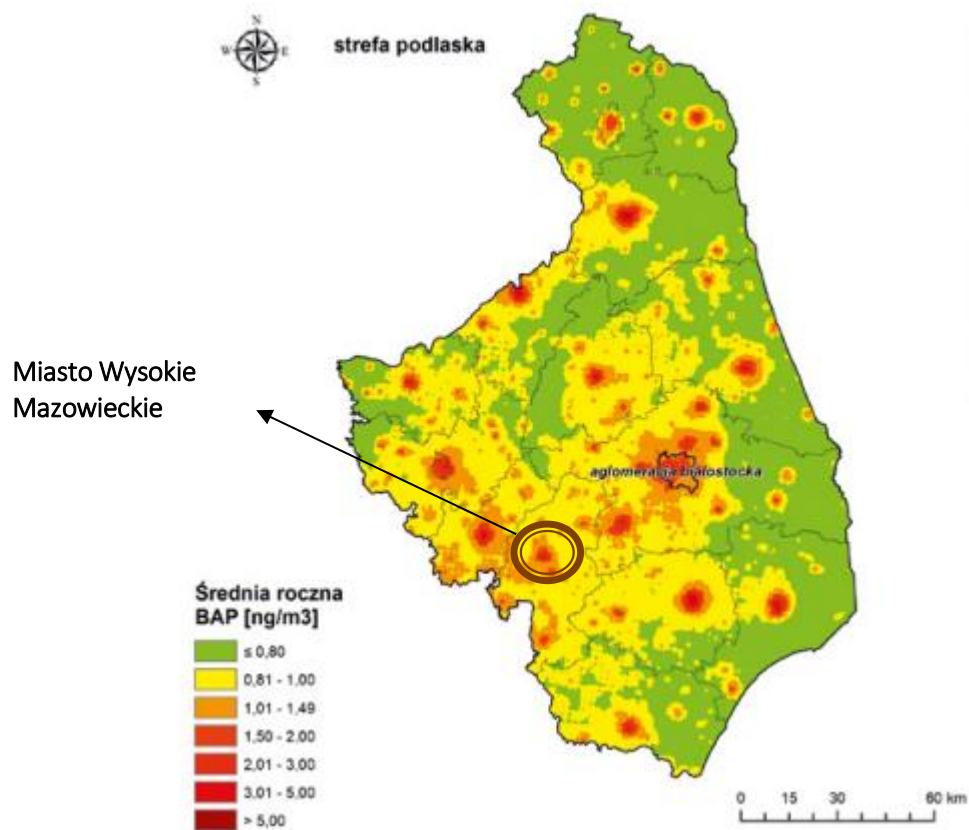 N
W E
S
strefa podlaska
Miasto Wysokie
Mazowieckie
aglomeracja białostocka
Średnia roczna
BAP [ng/m3]
≤ 0,80
0,81 - 1,00
1,01 - 1,49
1,50 - 2,00
2,01 - 3,00
3,01 - 5,00
> 5,00
0 15 30 60 km